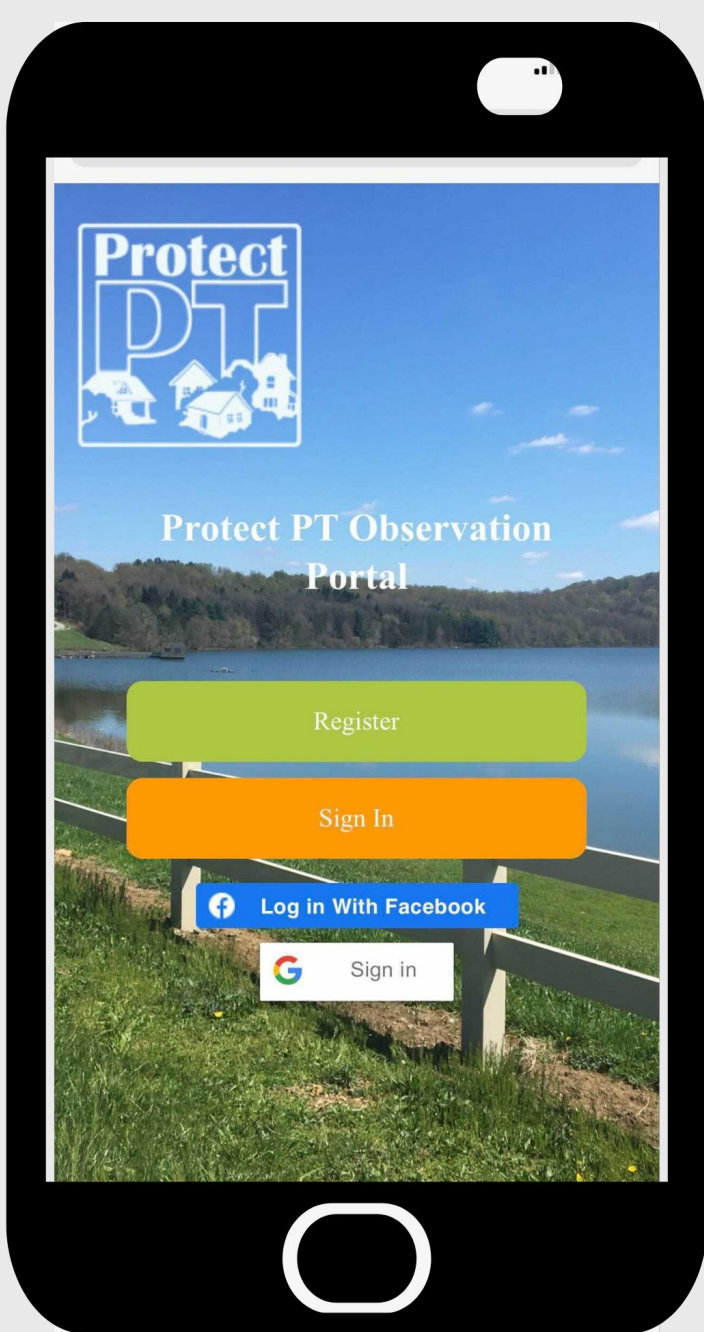 Protect
PT
Protect PT Observation
Portal
Register
Sign In
Log in With Facebook
Sign in